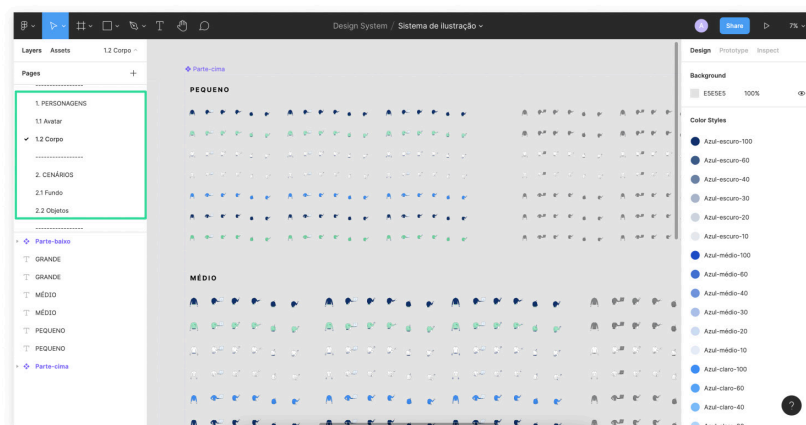 Design System / Sistema de ilustração
A
Share
7%
Layers Assets 1.2 Corpo
Pages
-----------------
1. PERSONAGENS
1.1 Avatar
1.2 Corpo
-----------------
2. CENÁRIOS
2.1 Fundo
2.2 Objetos
-----------------
Parte-baixo
GRANDE
GRANDE
MÉDIO
MÉDIO
PEQUENO
PEQUENO
Parte-cima
Parte-cima
PEQUENO
MÉDIO
Design Prototype Inspect
Background
E5E5E5 100%
Color Styles
Azul-escuro-100
Azul-escuro-60
Azul-escuro-40
Azul-escuro-30
Azul-escuro-20
Azul-escuro-10
Azul-médio-100
Azul-médio-60
Azul-médio-40
Azul-médio-30
Azul-médio-20
Azul-médio-10
Azul-claro-100
Azul-claro-60
Azul-claro-40
?